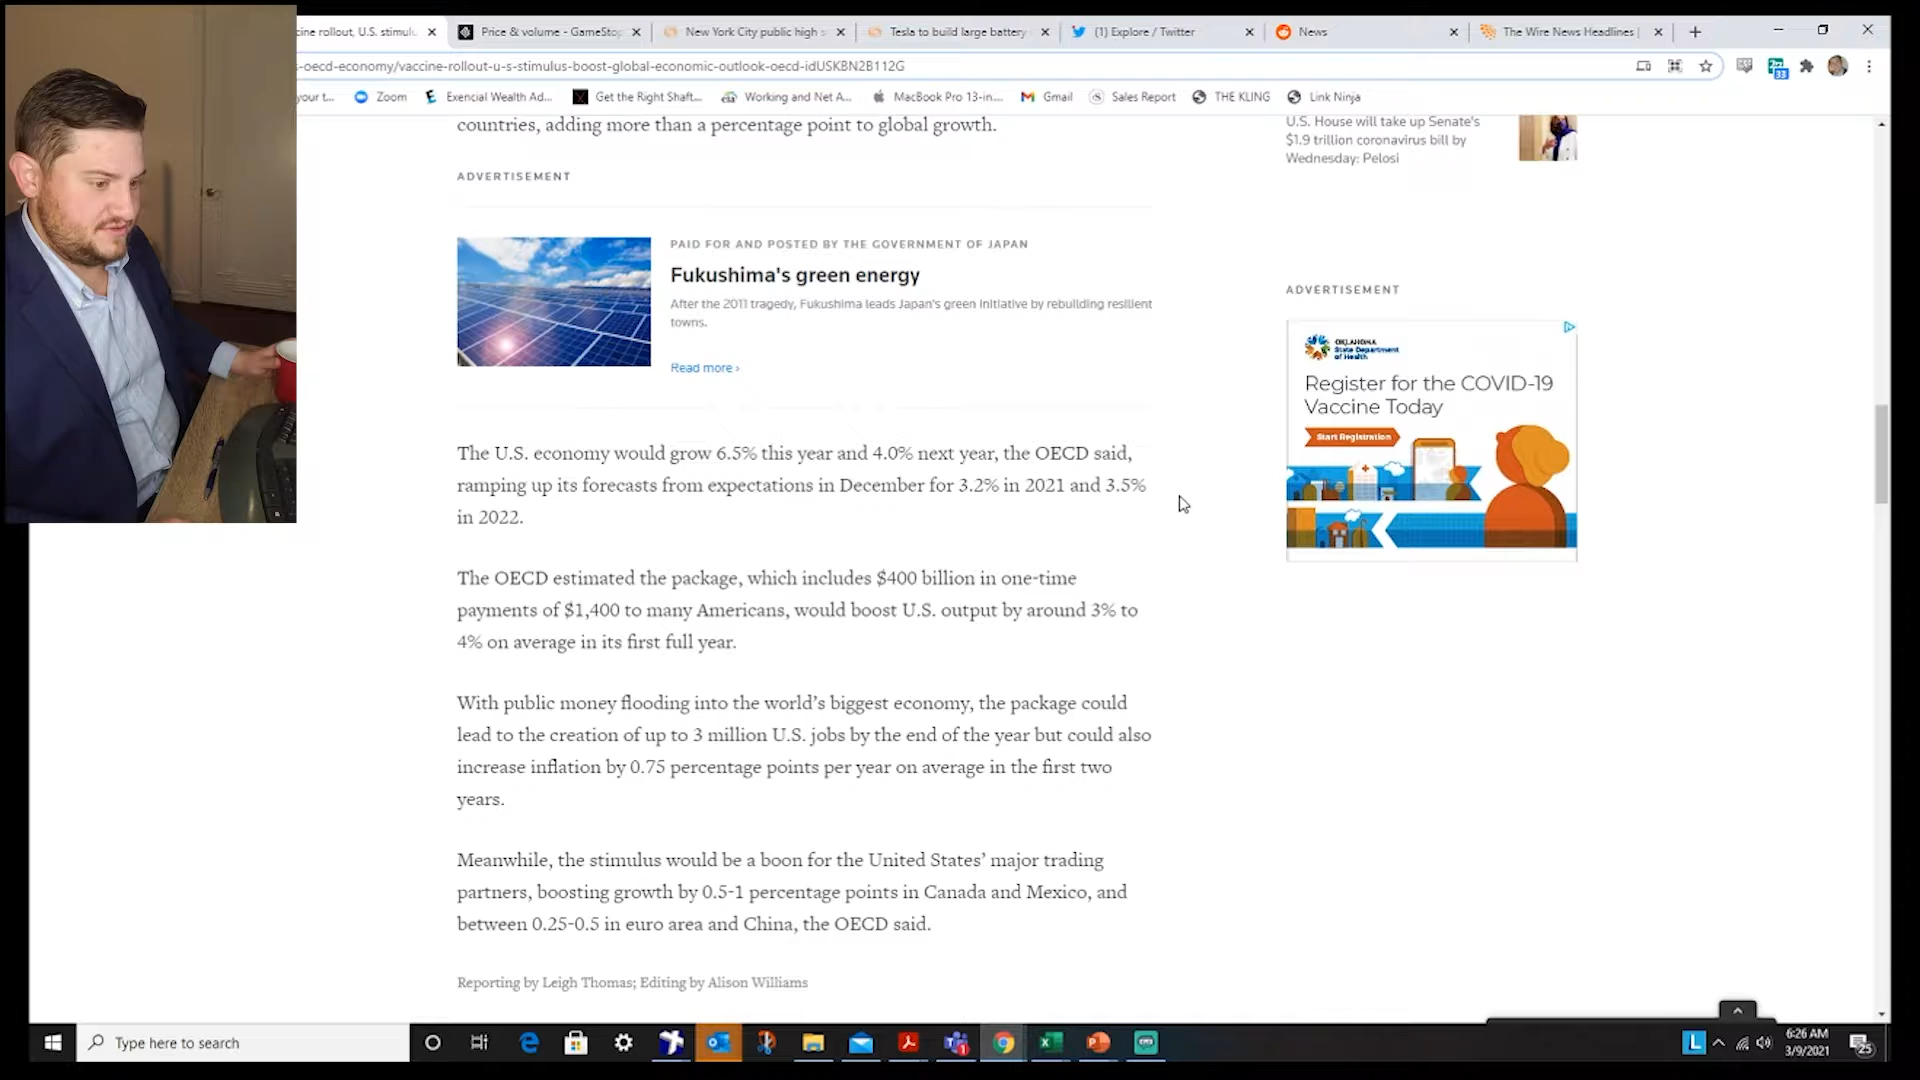 ine rollout, U.S. stimulu
Price & volume - GameStop
New York City public high s
Tesla to build large battery
(1) Explore / Twitter
News
The Wire News Headlines |
s-oecd-economy/vaccine-rollout-u-s-stimulus-boost-global-economic-outlook-oecd-idUSKBN2B112G
33
your t...
Zoom
Exencial Wealth Ad...
Get the Right Shaft...
Working and Net A...
MacBook Pro 13-in...
Gmail
Sales Report
THE KLING
Link Ninja
countries, adding more than a percentage point to global growth.
ADVERTISEMENT
PAID FOR AND POSTED BY THE GOVERNMENT OF JAPAN
Fukushima's green energy
After the 2011 tragedy, Fukushima leads Japan's green initiative by rebuilding resilient
towns.
Read more ›
The U.S. economy would grow 6.5% this year and 4.0% next year, the OECD said,
ramping up its forecasts from expectations in December for 3.2% in 2021 and 3.5%
in 2022.
The OECD estimated the package, which includes $400 billion in one-time
payments of $1,400 to many Americans, would boost U.S. output by around 3% to
4% on average in its first full year.
With public money flooding into the world’s biggest economy, the package could
lead to the creation of up to 3 million U.S. jobs by the end of the year but could also
increase inflation by 0.75 percentage points per year on average in the first two
years.
Meanwhile, the stimulus would be a boon for the United States’ major trading
partners, boosting growth by 0.5-1 percentage points in Canada and Mexico, and
between 0.25-0.5 in euro area and China, the OECD said.
Reporting by Leigh Thomas; Editing by Alison Williams
U.S. House will take up Senate's
$1.9 trillion coronavirus bill by
Wednesday: Pelosi
ADVERTISEMENT
OKLAHOMA
State Department
of Health
Register for the COVID-19
Vaccine Today
Start Registration
Type here to search
L
6:26 AM
3/9/2021
25